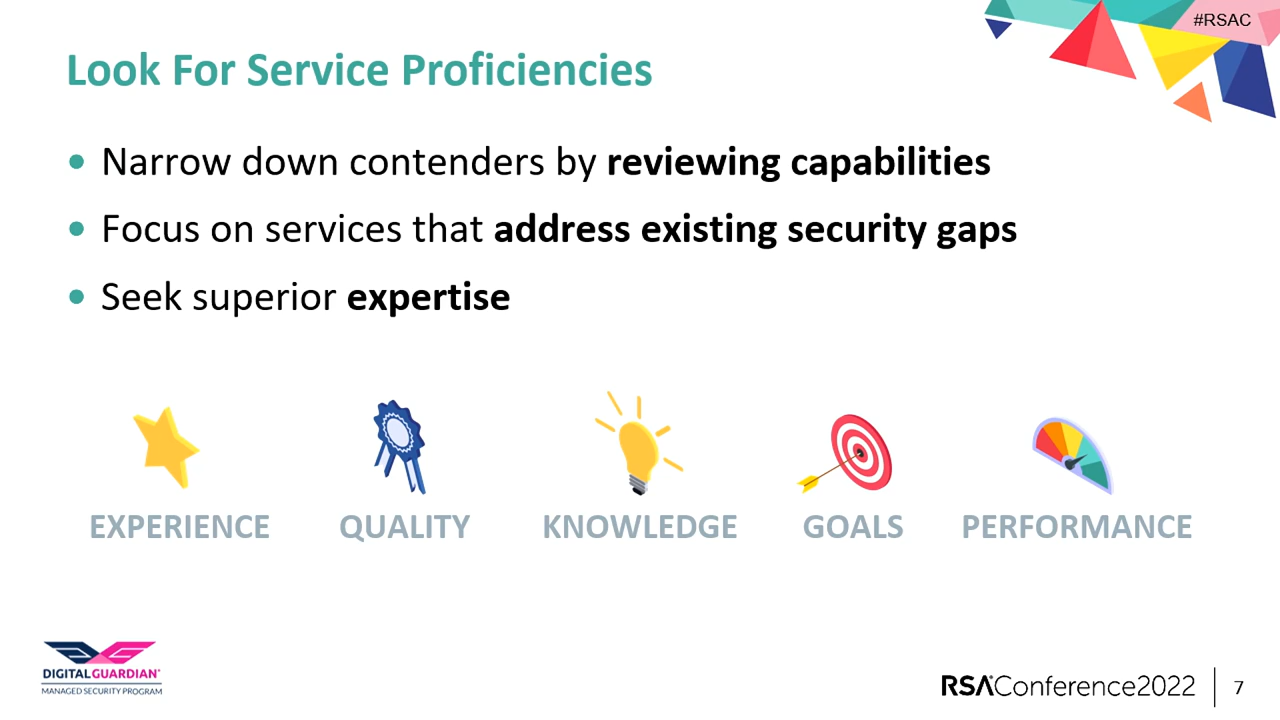 #RSAC
Look For Service Proficiencies
• Narrow down contenders by reviewing capabilities
• Focus on services that address existing security gaps
• Seek superior expertise
EXPERIENCE QUALITY KNOWLEDGE GOALS PERFORMANCE
DIGITALGUARDIAN®
MANAGED SECURITY PROGRAM
RSAConference2022 7